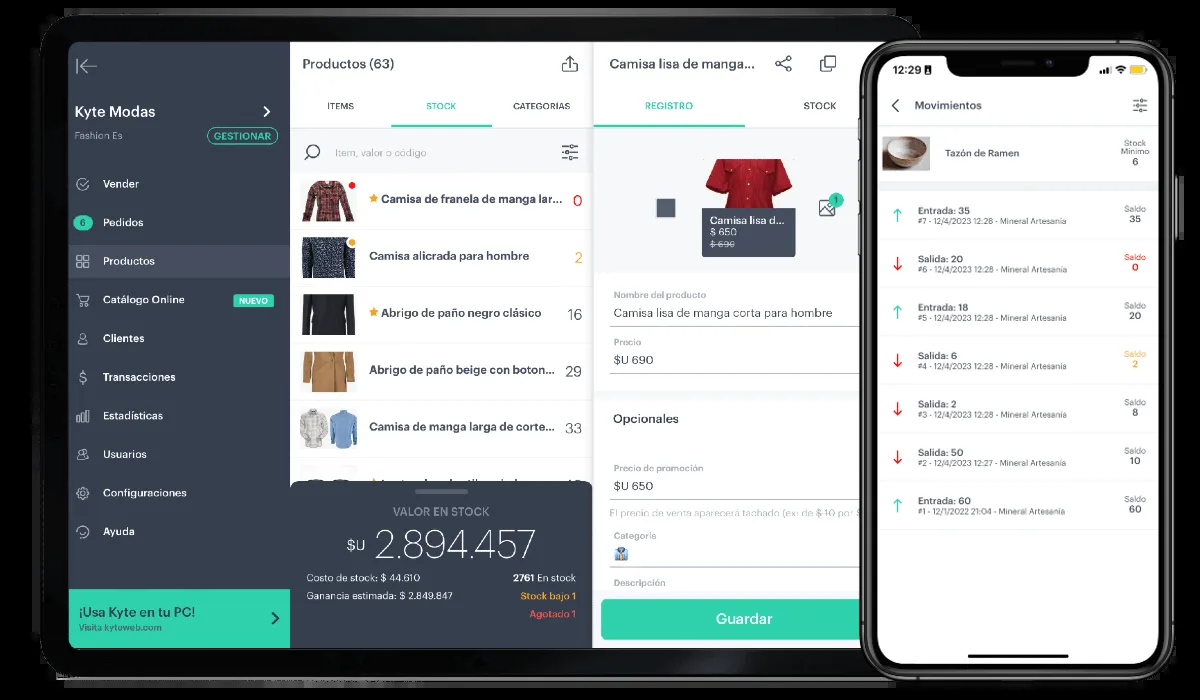 Kyte Modas
Fashion Es
GESTIONAR
Vender
6
Pedidos
Productos
Catálogo Online
NUEVO
Clientes
Transacciones
Estadísticas
Usuarios
Configuraciones
Ayuda
¡Usa Kyte en tu PC!
Visita kyteweb.com
Productos (63)
ITEMS
STOCK
CATEGORIAS
Item, valor o código
Camisa de franela de manga lar... 0
Camisa alicrada para hombre 2
Abrigo de paño negro clásico 16
Abrigo de paño beige con boton... 29
Camisa de manga larga de corte... 33
VALOR EN STOCK
$U 2.894.457
Costo de stock: $ 44.610
2761 En stock
Ganancia estimada: $ 2.849.847
Stock bajo 1
Agotado 1
Camisa lisa de manga...
REGISTRO
STOCK
Camisa lisa d...
$ 650
$ 690
1
Nombre del producto
Camisa lisa de manga corta para hombre
Precio
$U 690
Opcionales
Precio de promoción
$U 650
El precio de venta aparecerá tachado (ex: de $ 10 por $
Categoría
Descripción
Guardar
12:29
Movimientos
Tazón de Ramen
Stock
Mínimo
6
Entrada: 35
#7 - 12/4/2023 12:28 - Mineral Artesanía
Saldo
35
Salida: 20
#6 - 12/4/2023 12:28 - Mineral Artesanía
Saldo
0
Entrada: 18
#5 - 12/4/2023 12:28 - Mineral Artesanía
Saldo
20
Salida: 6
#4 - 12/4/2023 12:28 - Mineral Artesanía
Saldo
2
Salida: 2
#3 - 12/4/2023 12:28 - Mineral Artesanía
Saldo
8
Salida: 50
#2 - 12/4/2023 12:27 - Mineral Artesanía
Saldo
10
Entrada: 60
#1 - 12/1/2022 21:04 - Mineral Artesanía
Saldo
60